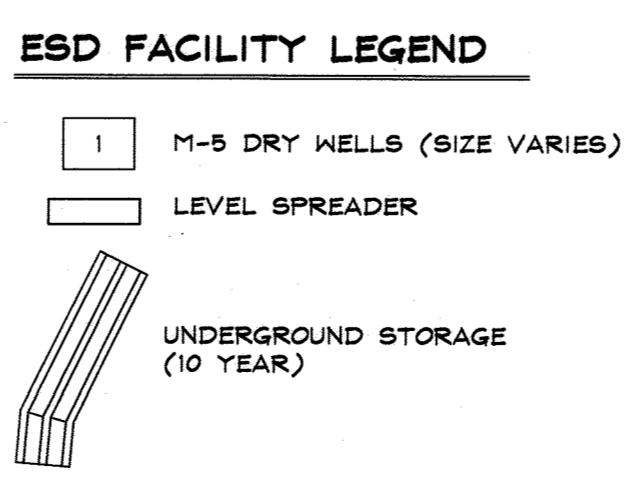 ESD FACILITY LEGEND
1 M-5 DRY WELLS (SIZE VARIES)
LEVEL SPREADER
UNDERGROUND STORAGE
(10 YEAR)